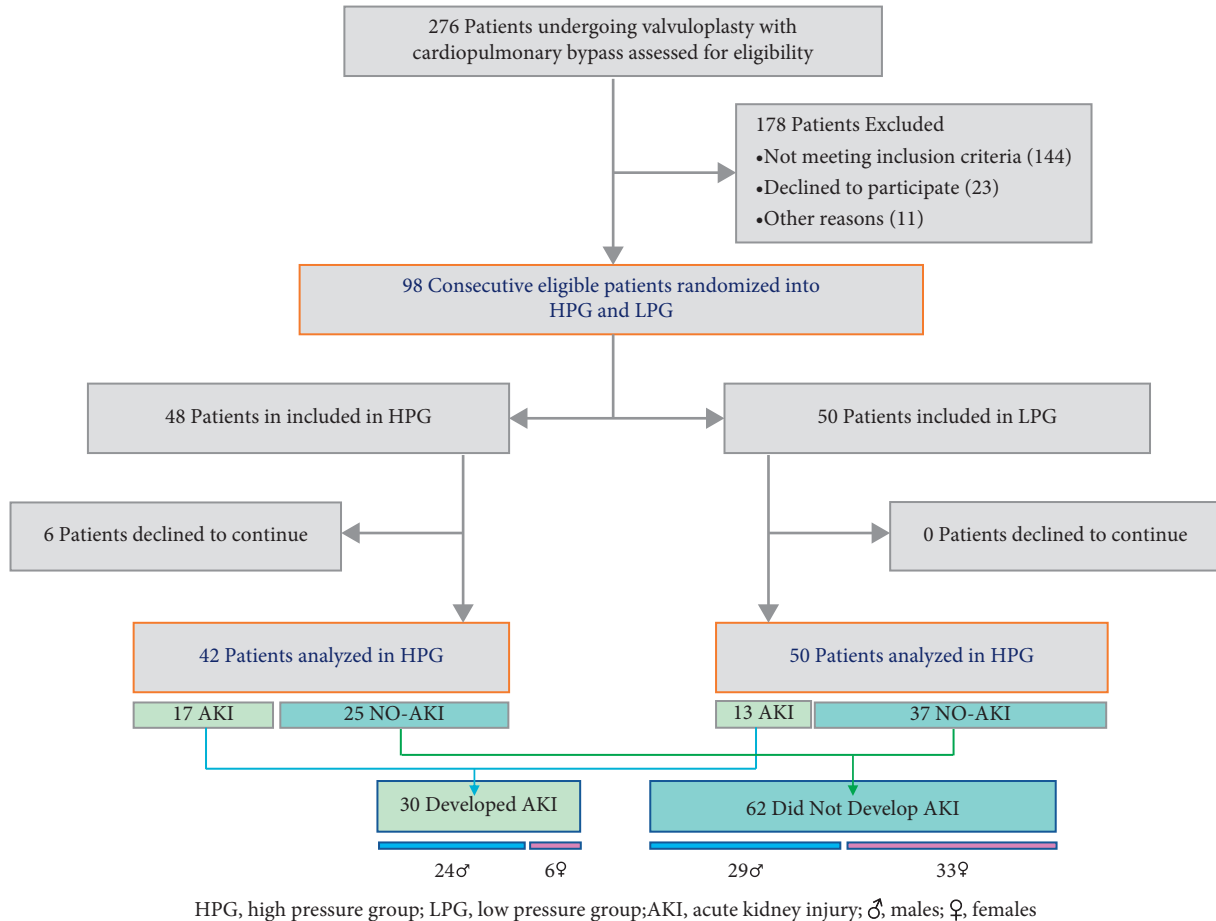 276 Patients undergoing valvuloplasty with
cardiopulmonary bypass assessed for eligibility
178 Patients Excluded
•Not meeting inclusion criteria (144)
•Declined to participate (23)
•Other reasons (11)
98 Consecutive eligible patients randomized into
HPG and LPG
48 Patients in included in HPG
50 Patients included in LPG
6 Patients declined to continue
0 Patients declined to continue
42 Patients analyzed in HPG
50 Patients analyzed in HPG
17 AKI
25 NO-AKI
13 AKI
37 NO-AKI
30 Developed AKI
62 Did Not Develop AKI
24♂
6♀
29♂
33♀
HPG, high pressure group; LPG, low pressure group;AKI, acute kidney injury; ♂, males; ♀, females